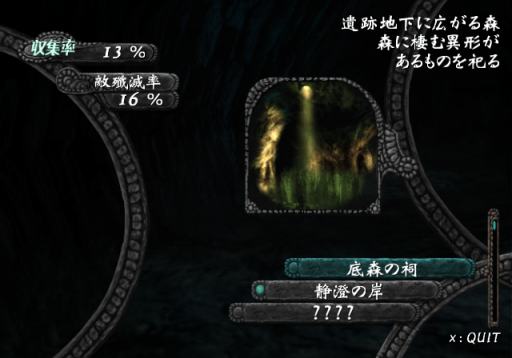 収集率
13 %
敵殲滅率
16 %
遺跡地下に広がる森
森に棲む異形が
あるものを祀る
底森の祠
静澄の岸
????
x : QUIT